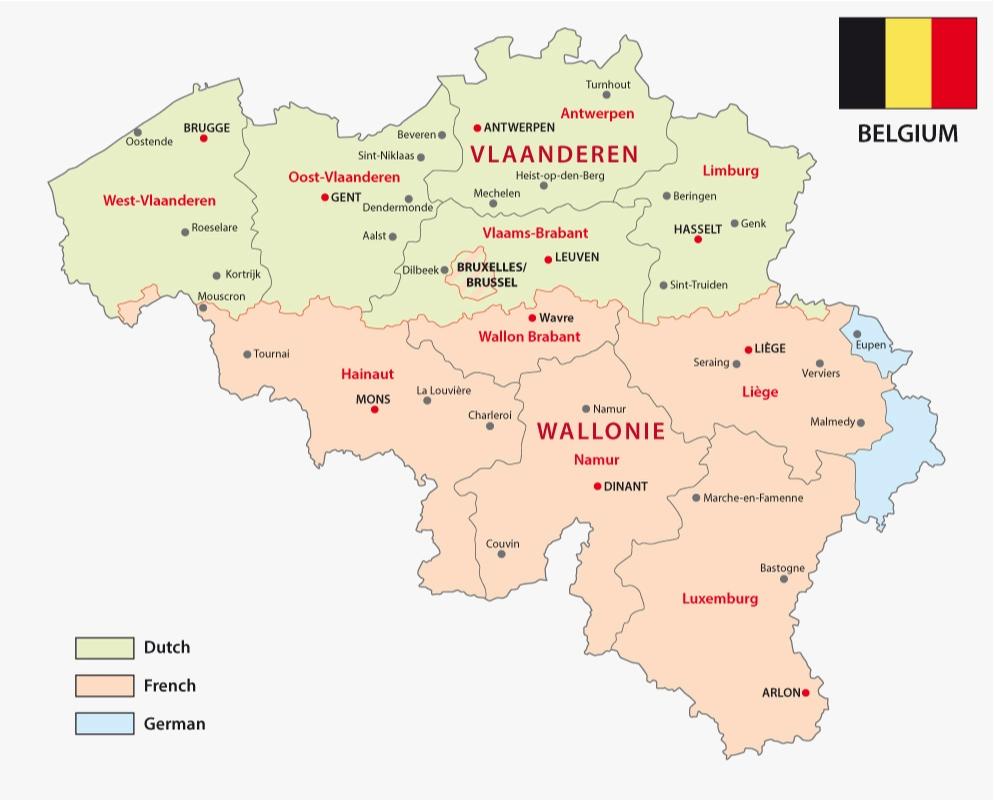 BELGIUM
Turnhout
Antwerpen
BRUGGE
ANTWERPEN
Oostende
Beveren
VLAANDEREN
Sint-Niklaas
Limburg
Oost-Vlaanderen
Heist-op-den-Berg
West-Vlaanderen
GENT
Mechelen
Beringen
Dendermonde
Roeselare
HASSELT
Genk
Aalst
Vlaams-Brabant
LEUVEN
Dilbeek
BRUXELLES/
BRUSSEL
Kortrijk
Sint-Truiden
Mouscron
Wavre
Wallon Brabant
Eupen
Tournai
LIÈGE
Seraing
Verviers
Hainaut
La Louvière
Liège
MONS
Charleroi
Namur
Malmedy
WALLONIE
Namur
DINANT
Marche-en-Famenne
Couvin
Bastogne
Luxemburg
Dutch
French
German
ARLON